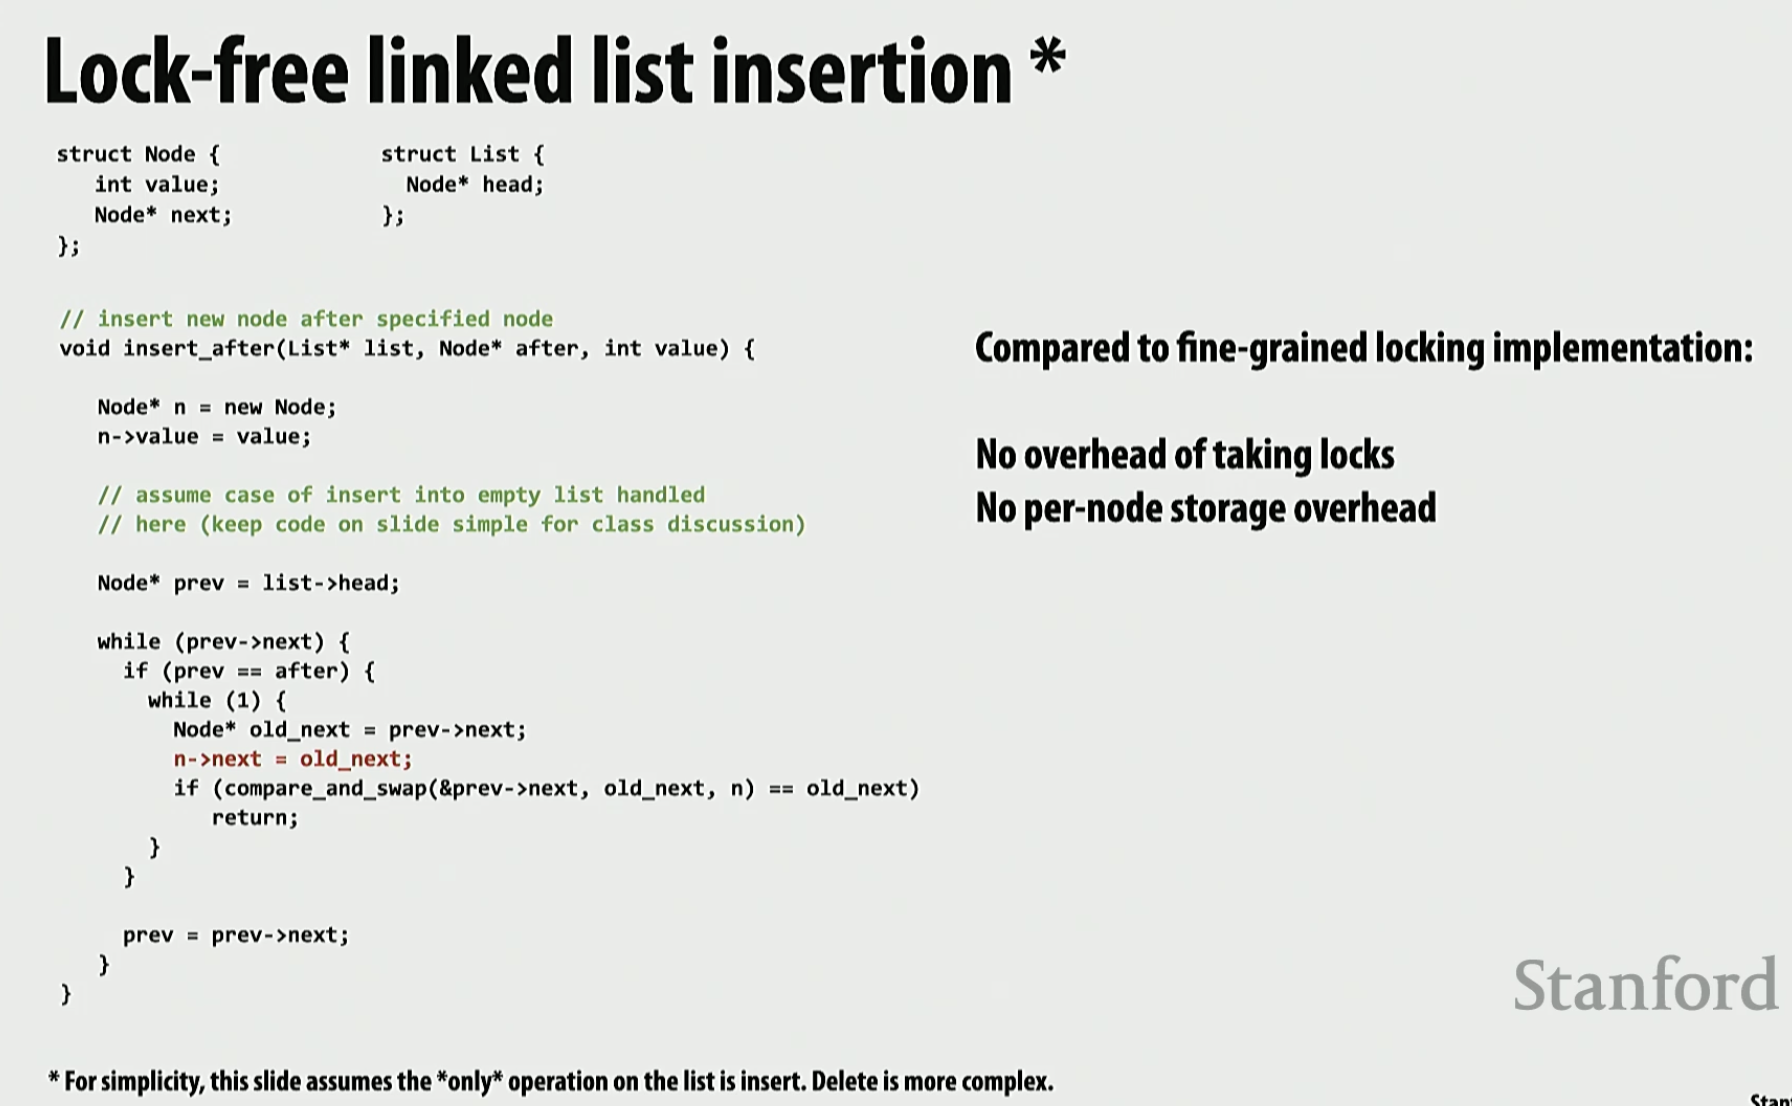 Lock-free linked list insertion *
struct Node {
int value;
Node* next;
};
struct List {
Node* head;
};
// insert new node after specified node
void insert_after(List* list, Node* after, int value) {
Node* n = new Node;
n->value = value;
// assume case of insert into empty list handled
// here (keep code on slide simple for class discussion)
Node* prev = list->head;
while (prev->next) {
if (prev == after) {
while (1) {
Node* old_next = prev->next;
n->next = old_next;
if (compare_and_swap(&prev->next, old_next, n) == old_next)
return;
}
}
prev = prev->next;
}
}
Compared to fine-grained locking implementation:
No overhead of taking locks
No per-node storage overhead
Stanford
* For simplicity, this slide assumes the *only* operation on the list is insert. Delete is more complex.